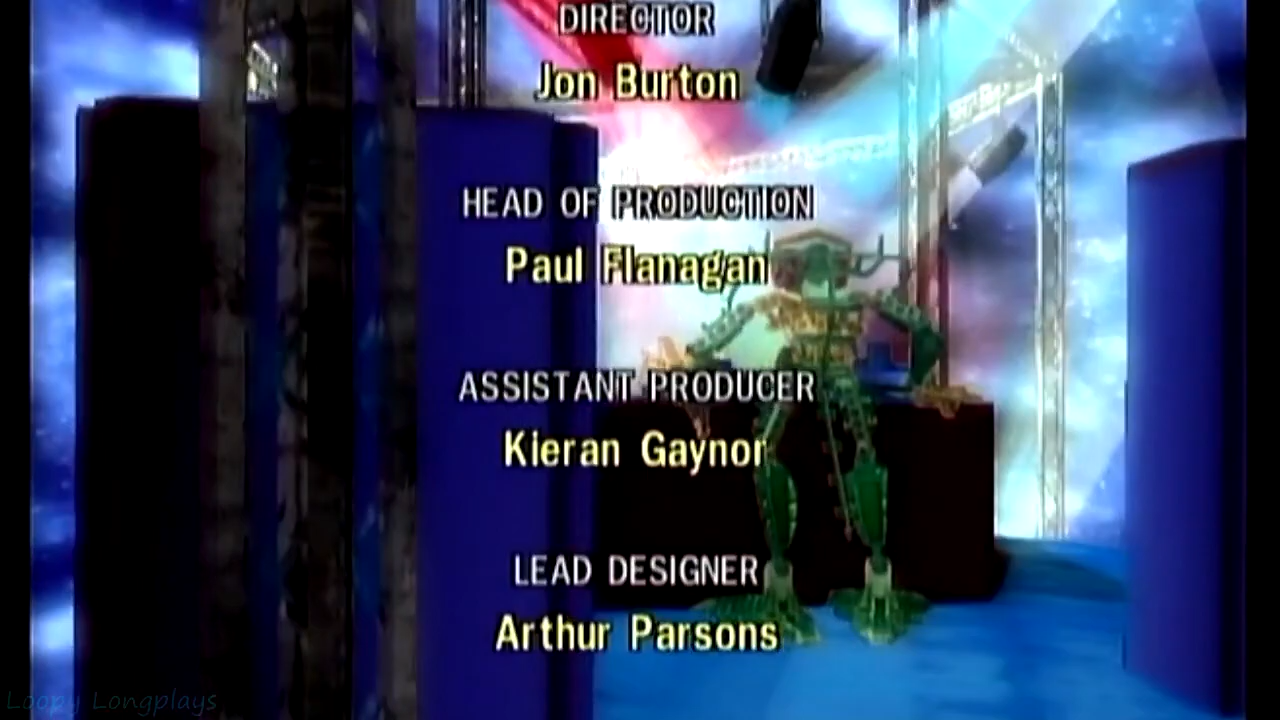 DIRECTOR
Jon Burton
HEAD OF PRODUCTION
Paul Flanagan
ASSISTANT PRODUCER
Kieran Gaynor
LEAD DESIGNER
Arthur Parsons
Loopy Longplays